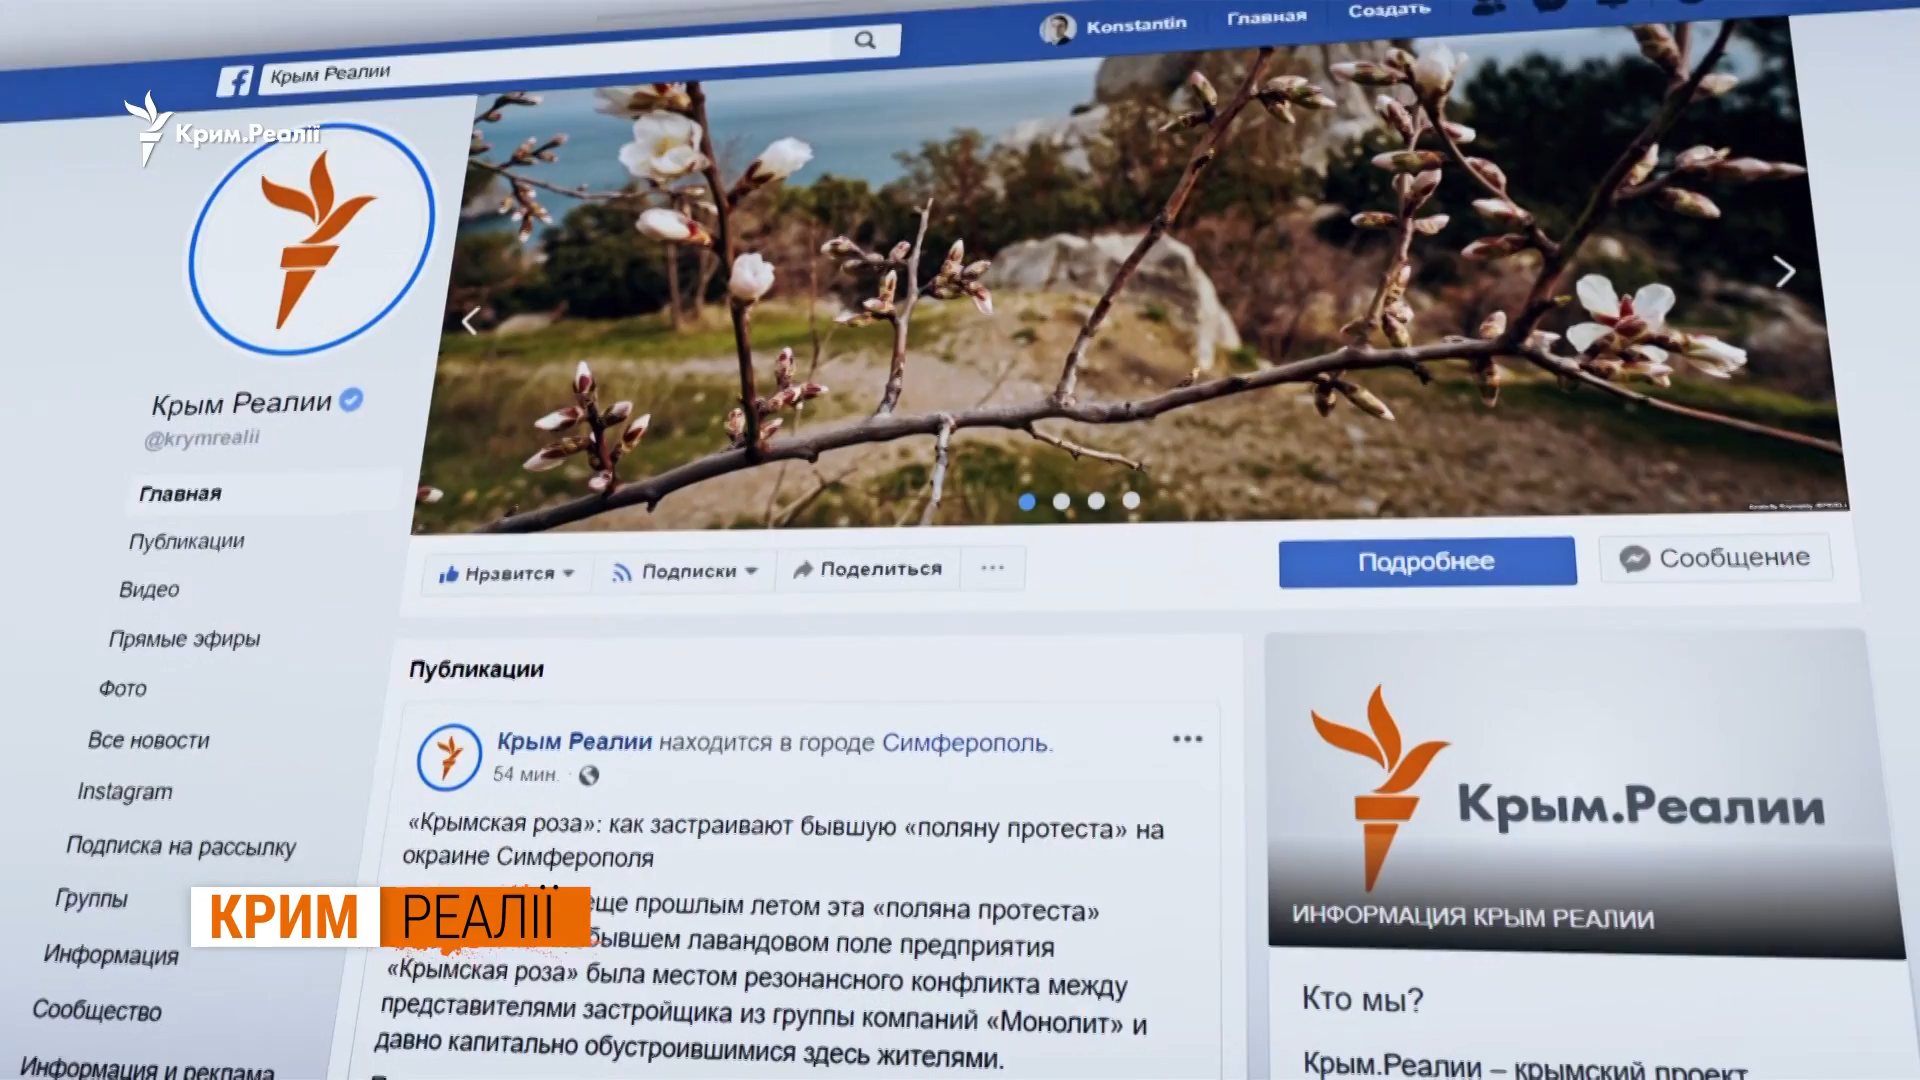 Крым Реалии
Konstantin
Главная
Создать
Крим.Реалії
Крым Реалии
@krymrealii
Главная
Публикации
Видео
Прямые эфиры
Фото
Все новости
Instagram
Подписка на рассылку
Группы
Информация
Сообщество
Информация и реклама
Нравится
Подписки
Поделиться
Подробнее
Сообщение
Публикации
Крым Реалии находится в городе Симферополь.
54 мин.
«Крымская роза»: как застраивают бывшую «поляну протеста» на
окраине Симферополя
еще прошлым летом эта «поляна протеста»
бывшем лавандовом поле предприятия
«Крымская роза» была местом резонансного конфликта между
представителями застройщика из группы компаний «Монолит» и
давно капитально обустроившимися здесь жителями.
КРИМ РЕАЛІЇ
Крым.Реалии
ИНФОРМАЦИЯ КРЫМ РЕАЛИИ
Кто мы?
Крым.Реалии – крымский проект